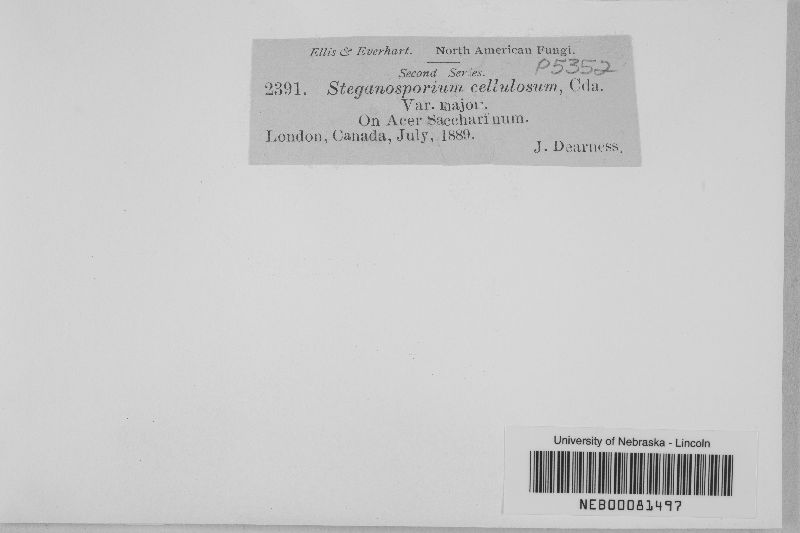 Ellis & Everhart. North American Fungi.
Second Series. P5352
2391. Steganosporium cellulosum, Cda.
Var. major.
On Acer Saccharinum.
London, Canada, July, 1889.
J. Dearness.
University of Nebraska - Lincoln
NEB00081497